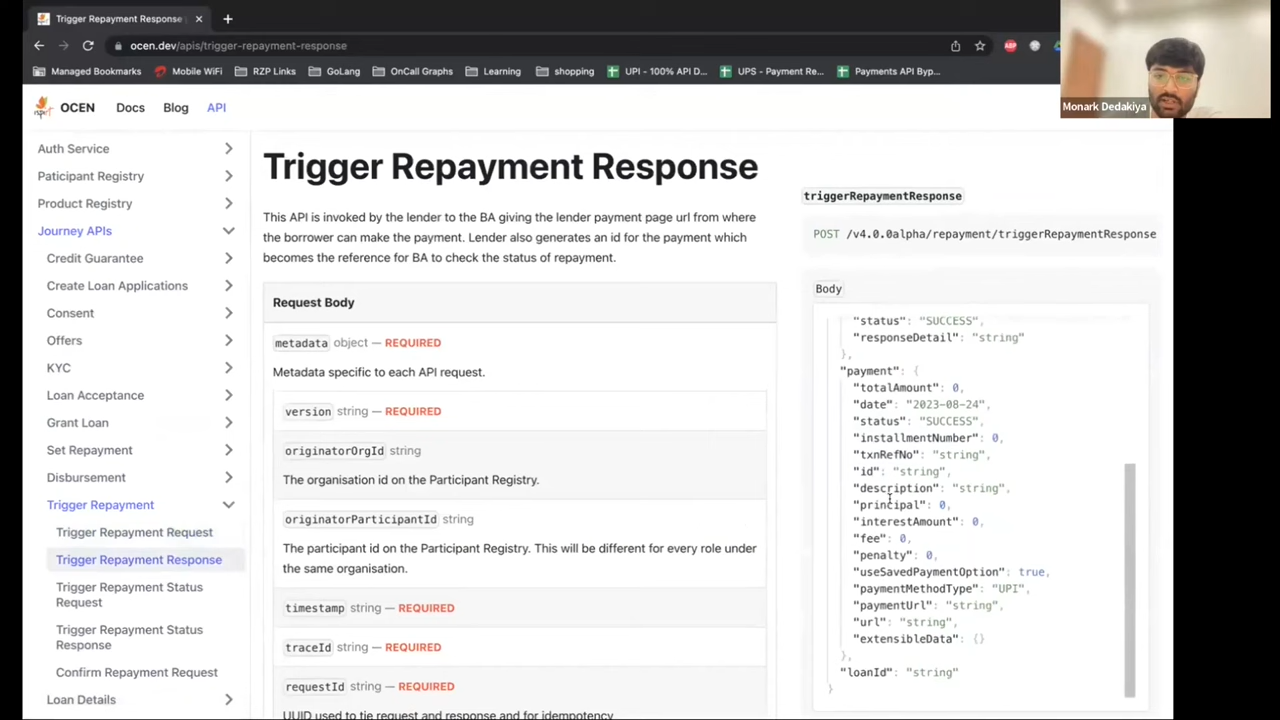 Trigger Repayment Response
ocen.dev/apis/trigger-repayment-response
Managed Bookmarks
Mobile WiFi
RZP Links
GoLang
OnCall Graphs
Learning
shopping
UPI - 100% API D...
UPS - Payment Re...
Payments API Byp...
Monark Dedakiya
OCEN
Docs
Blog
API
Auth Service
Paticipant Registry
Product Registry
Journey APIs
Credit Guarantee
Create Loan Applications
Consent
Offers
KYC
Loan Acceptance
Grant Loan
Set Repayment
Disbursement
Trigger Repayment
Trigger Repayment Request
Trigger Repayment Response
Trigger Repayment Status
Request
Trigger Repayment Status
Response
Confirm Repayment Request
Loan Details
Trigger Repayment Response
This API is invoked by the lender to the BA giving the lender payment page url from where
the borrower can make the payment. Lender also generates an id for the payment which
becomes the reference for BA to check the status of repayment.
Request Body
metadata object — REQUIRED
Metadata specific to each API request.
version string — REQUIRED
originatorOrgId string
The organisation id on the Participant Registry.
originatorParticipantId string
The participant id on the Participant Registry. This will be different for every role under
the same organisation.
timestamp string — REQUIRED
traceId string — REQUIRED
requestId string — REQUIRED
UUID used to tie request and response and for idempotency
triggerRepaymentResponse
POST /v4.0.0alpha/repayment/triggerRepaymentResponse
Body
"status": "SUCCESS",
"responseDetail": "string"
},
"payment": {
"totalAmount": 0,
"date": "2023-08-24",
"status": "SUCCESS",
"installmentNumber": 0,
"txnRefNo": "string",
"id": "string",
"description": "string",
"principal": 0,
"interestAmount": 0,
"fee": 0,
"penalty": 0,
"useSavedPaymentOption": true,
"paymentMethodType": "UPI",
"paymentUrl": "string",
"url": "string",
"extensibleData": {}
},
"loanId": "string"
}